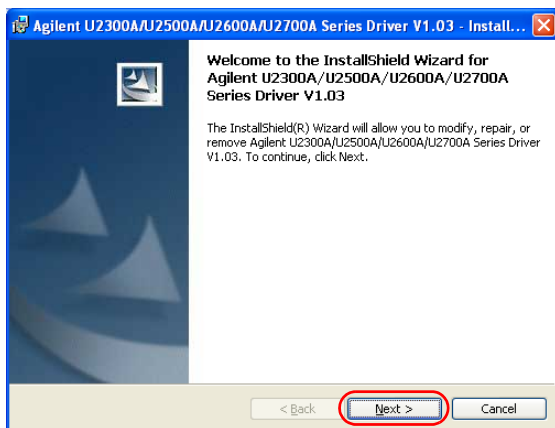 Agilent U2300A/U2500A/U2600A/U2700A Series Driver V1.03 - Install...
Welcome to the InstallShield Wizard for
Agilent U2300A/U2500A/U2600A/U2700A
Series Driver V1.03
The InstallShield(R) Wizard will allow you to modify, repair, or
remove Agilent U2300A/U2500A/U2600A/U2700A Series Driver
V1.03. To continue, click Next.
< Back
Next >
Cancel